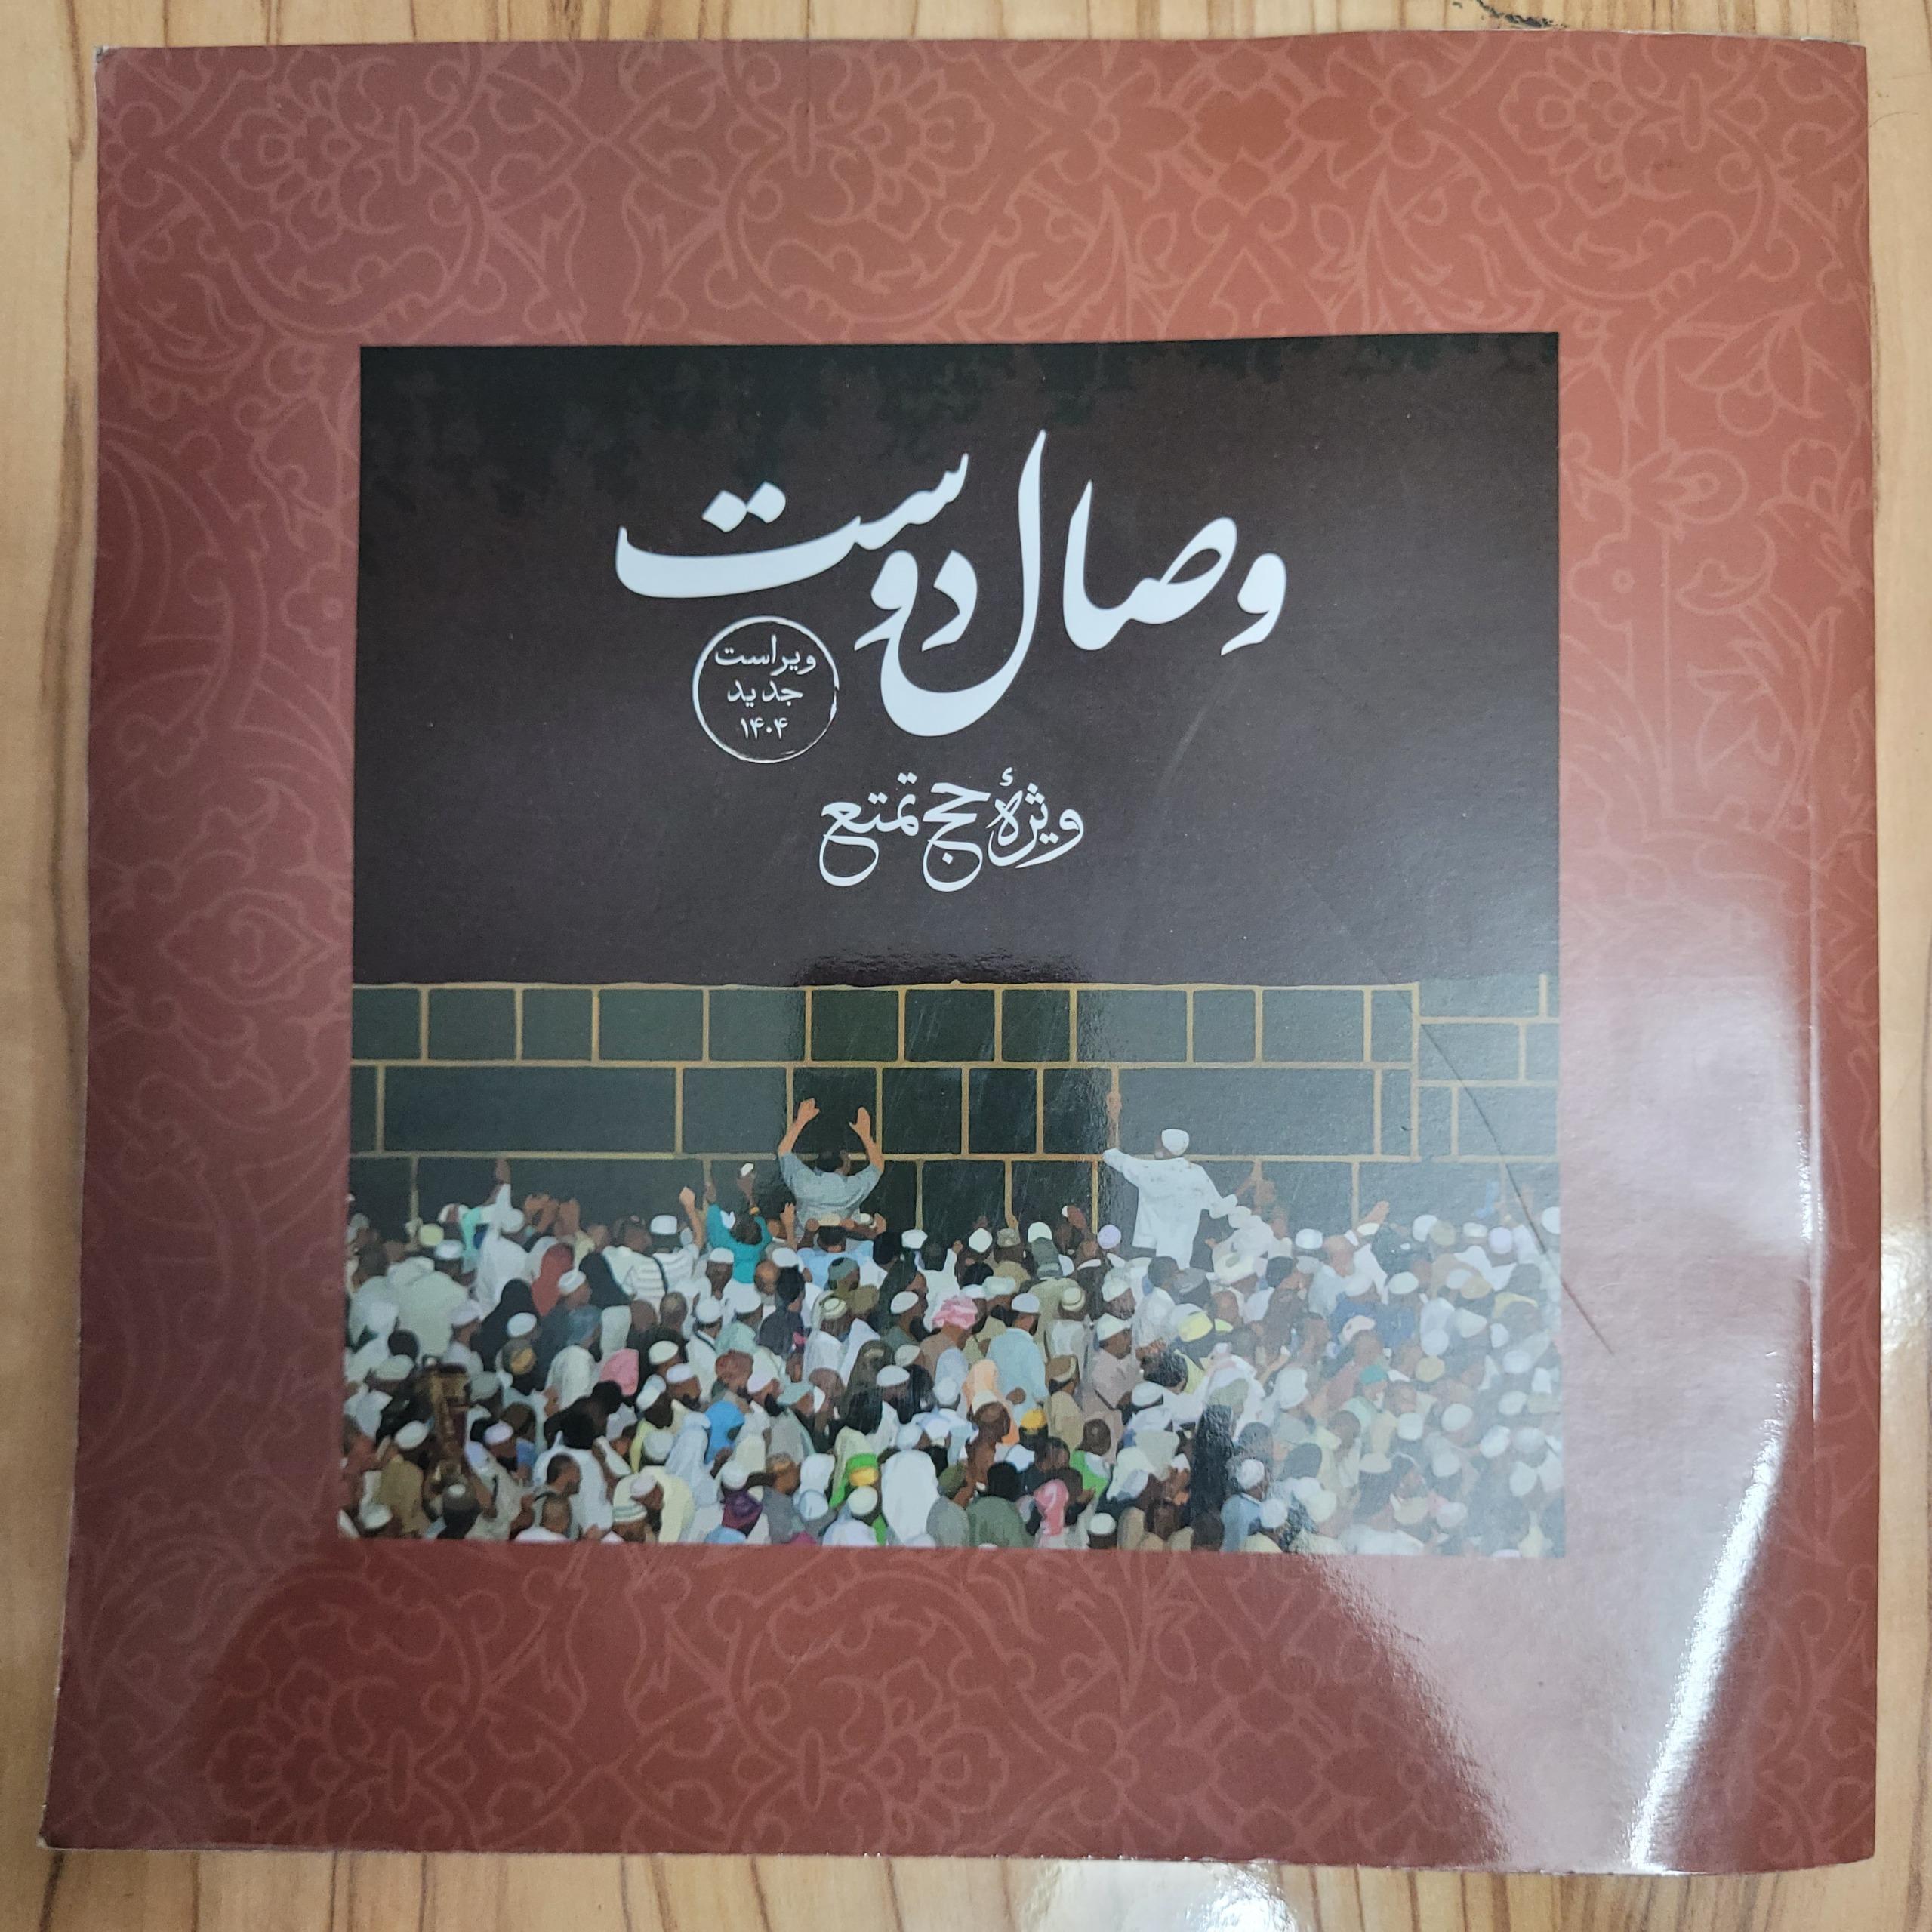 وصال دوست
ویراست
جدید
۱۴۰۴
ویژهٔ حج تمتع